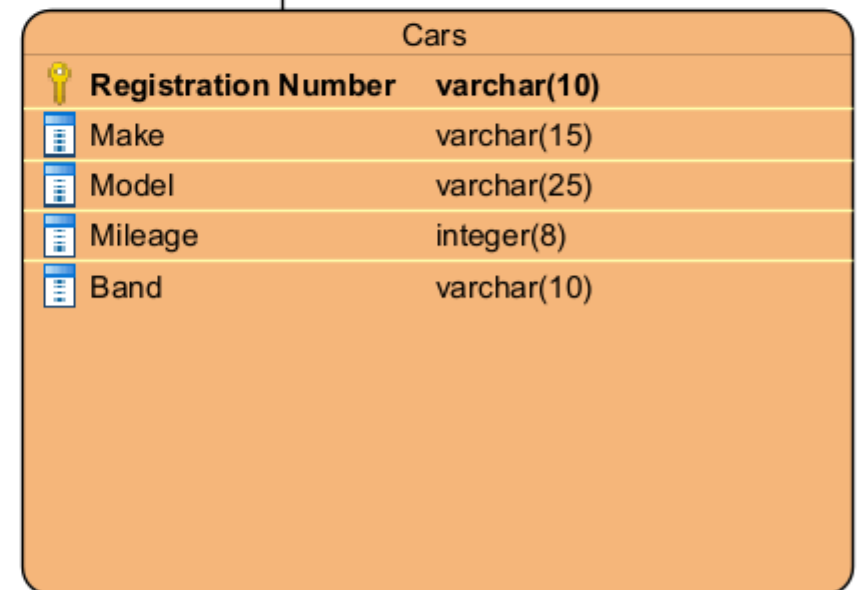 Cars
Registration Number varchar(10)
Make varchar(15)
Model varchar(25)
Mileage integer(8)
Band varchar(10)